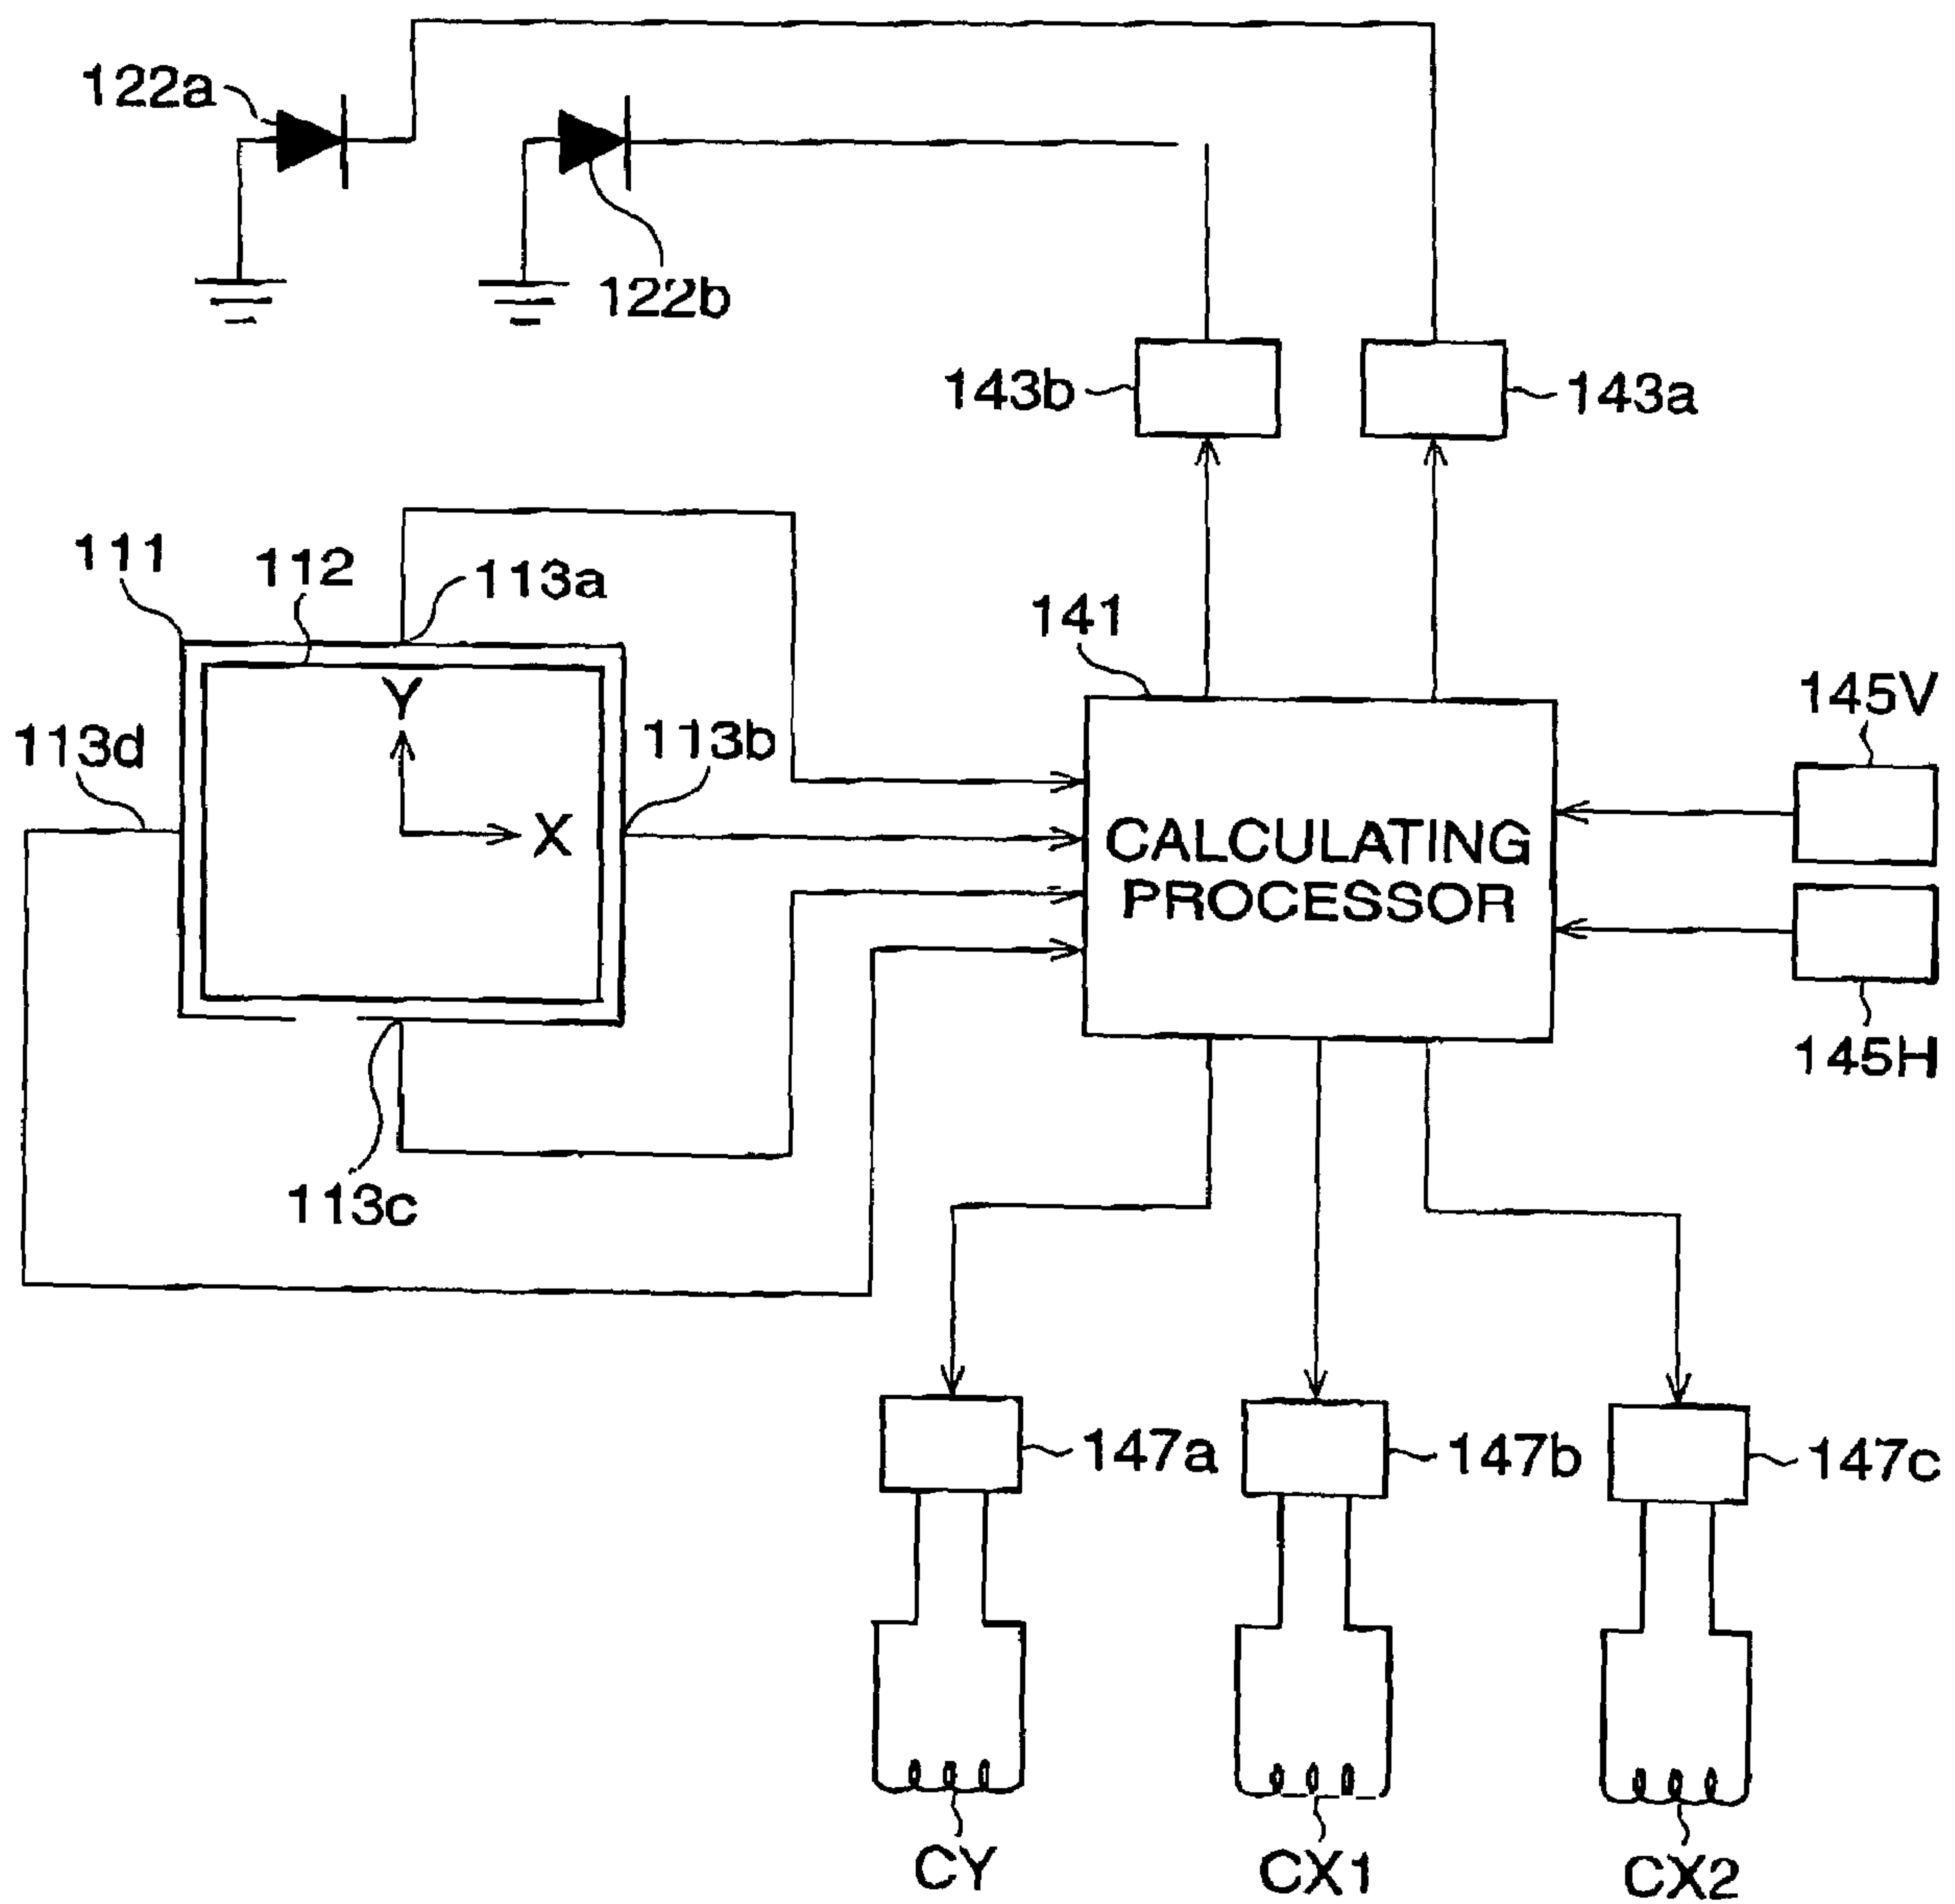 122a
122b
143b
143a
111
112
113a
141
145V
113d
Y
113b
X
CALCULATING
PROCESSOR
145H
113c
147a
147b
147c
CY
CX1
CX2